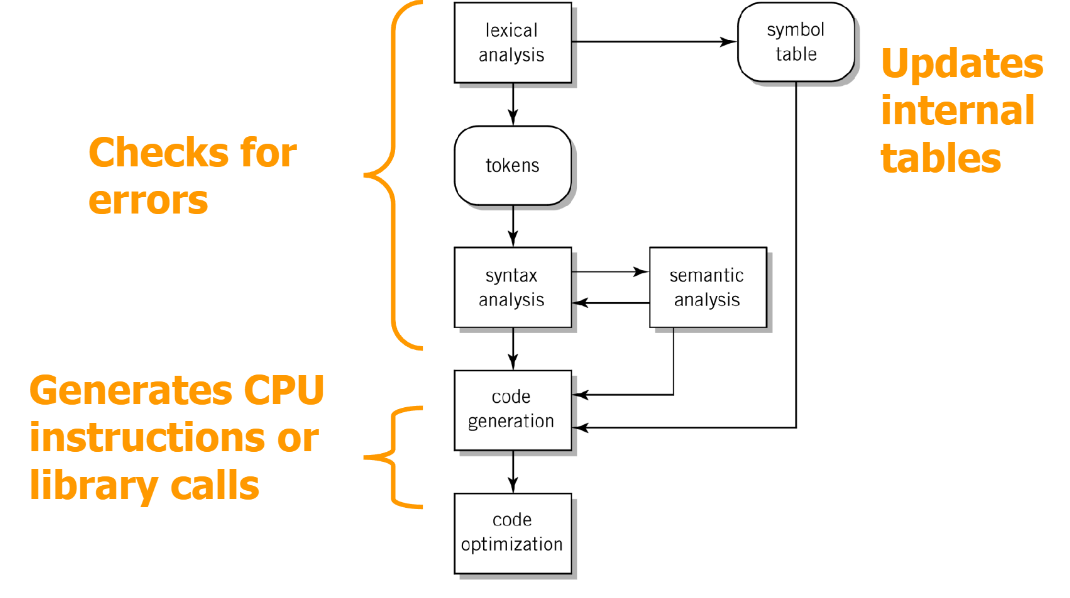 lexical
analysis
symbol
table
Updates
internal
tables
Checks for
errors
tokens
syntax
analysis
semantic
analysis
Generates CPU
instructions or
library calls
code
generation
code
optimization